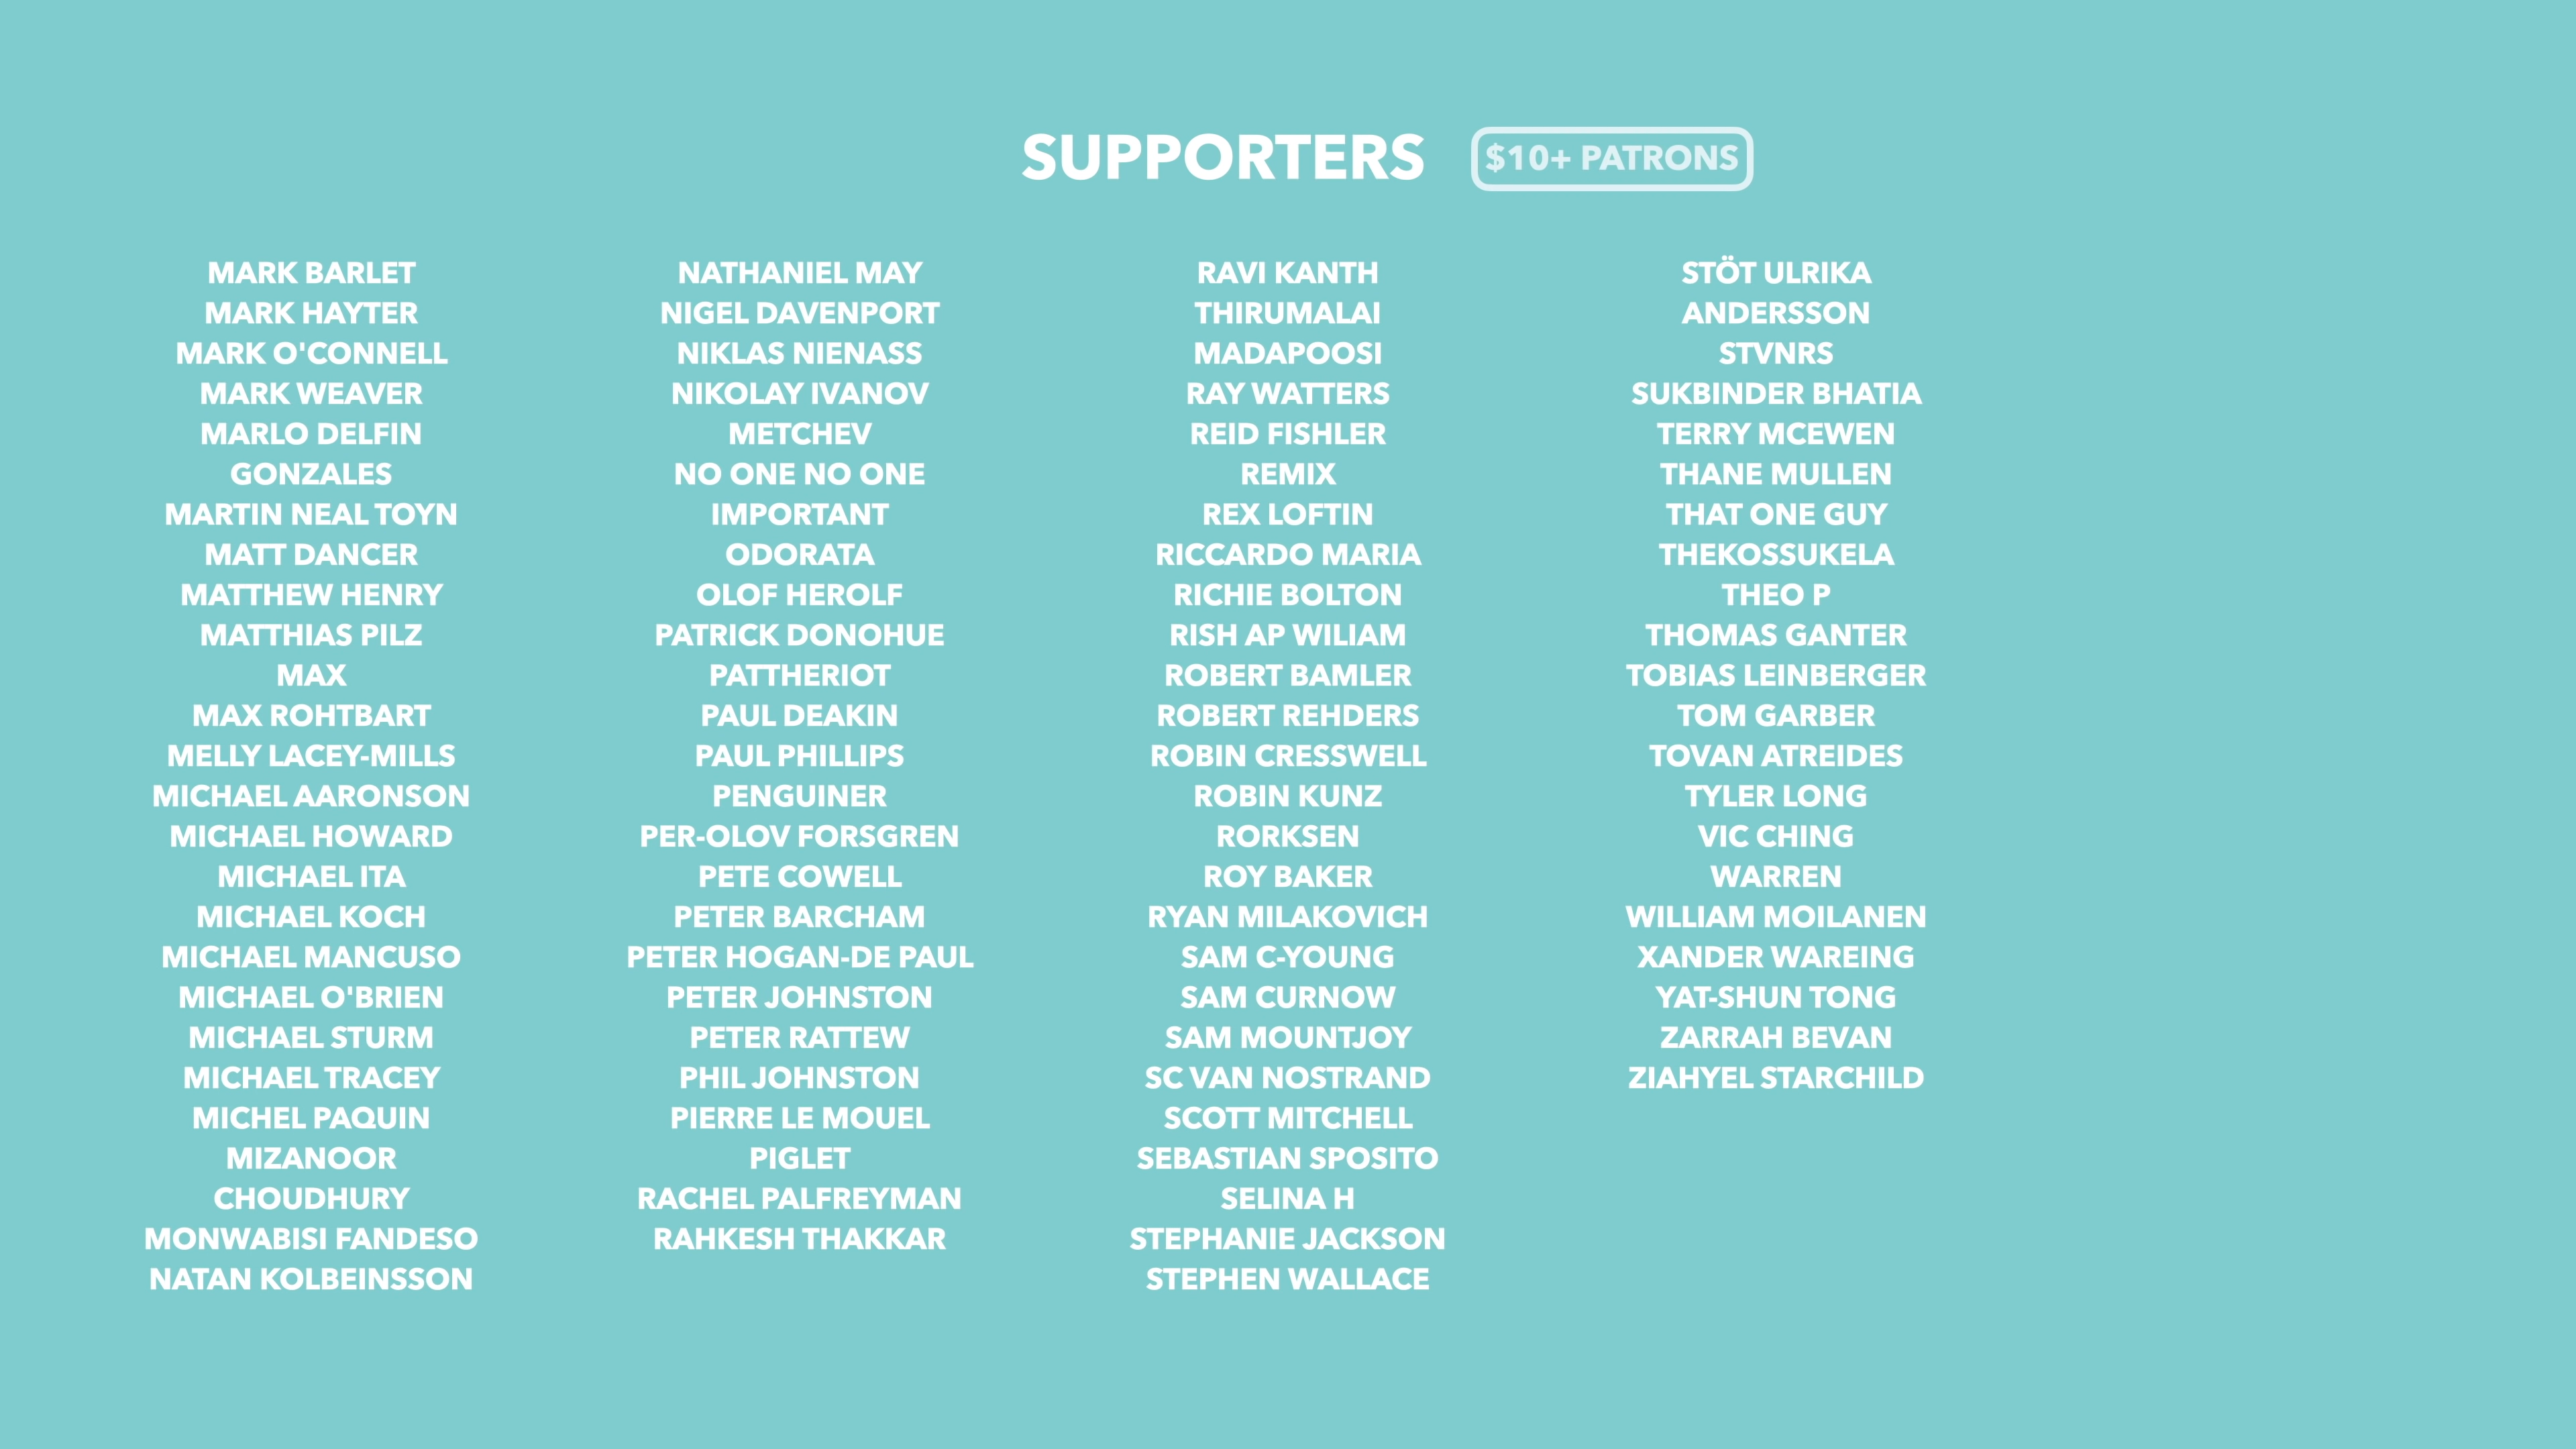 SUPPORTERS
$10+ PATRONS
MARK BARLET
MARK HAYTER
MARK O'CONNELL
MARK WEAVER
MARLO DELFIN
GONZALES
MARTIN NEAL TOYN
MATT DANCER
MATTHEW HENRY
MATTHIAS PILZ
MAX
MAX ROHTBART
MELLY LACEY-MILLS
MICHAEL AARONSON
MICHAEL HOWARD
MICHAEL ITA
MICHAEL KOCH
MICHAEL MANCUSO
MICHAEL O'BRIEN
MICHAEL STURM
MICHAEL TRACEY
MICHEL PAQUIN
MIZANOOR
CHOUDHURY
MONWABISI FANDESO
NATAN KOLBEINSSON
NATHANIEL MAY
NIGEL DAVENPORT
NIKLAS NIENASS
NIKOLAY IVANOV
METCHEV
NO ONE NO ONE
IMPORTANT
ODORATA
OLOF HEROLF
PATRICK DONOHUE
PATTHERIOT
PAUL DEAKIN
PAUL PHILLIPS
PENGUINER
PER-OLOV FORSGREN
PETE COWELL
PETER BARCHAM
PETER HOGAN-DE PAUL
PETER JOHNSTON
PETER RATTEW
PHIL JOHNSTON
PIERRE LE MOUEL
PIGLET
RACHEL PALFREYMAN
RAHKESH THAKKAR
RAVI KANTH
THIRUMALAI
MADAPOOSI
RAY WATTERS
REID FISHLER
REMIX
REX LOFTIN
RICCARDO MARIA
RICHIE BOLTON
RISH AP WILIAM
ROBERT BAMLER
ROBERT REHDERS
ROBIN CRESSWELL
ROBIN KUNZ
RORKSEN
ROY BAKER
RYAN MILAKOVICH
SAM C-YOUNG
SAM CURNOW
SAM MOUNTJOY
SC VAN NOSTRAND
SCOTT MITCHELL
SEBASTIAN SPOSITO
SELINA H
STEPHANIE JACKSON
STEPHEN WALLACE
STÖT ULRIKA
ANDERSSON
STVNRS
SUKBINDER BHATIA
TERRY MCEWEN
THANE MULLEN
THAT ONE GUY
THEKOSSUKELA
THEO P
THOMAS GANTER
TOBIAS LEINBERGER
TOM GARBER
TOVAN ATREIDES
TYLER LONG
VIC CHING
WARREN
WILLIAM MOILANEN
XANDER WAREING
YAT-SHUN TONG
ZARRAH BEVAN
ZIAHYEL STARCHILD